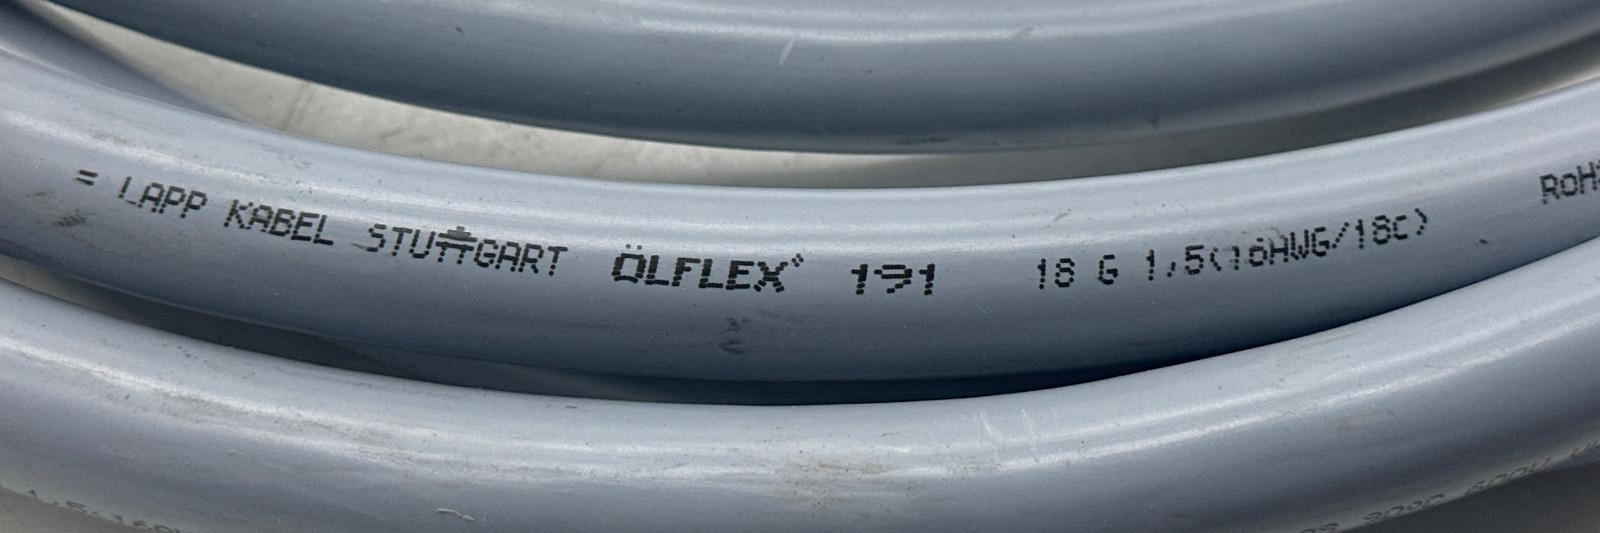 = LAPP KABEL STUTTGART ÖLFLEX® 191 18 G 1,5(16AWG/18c)